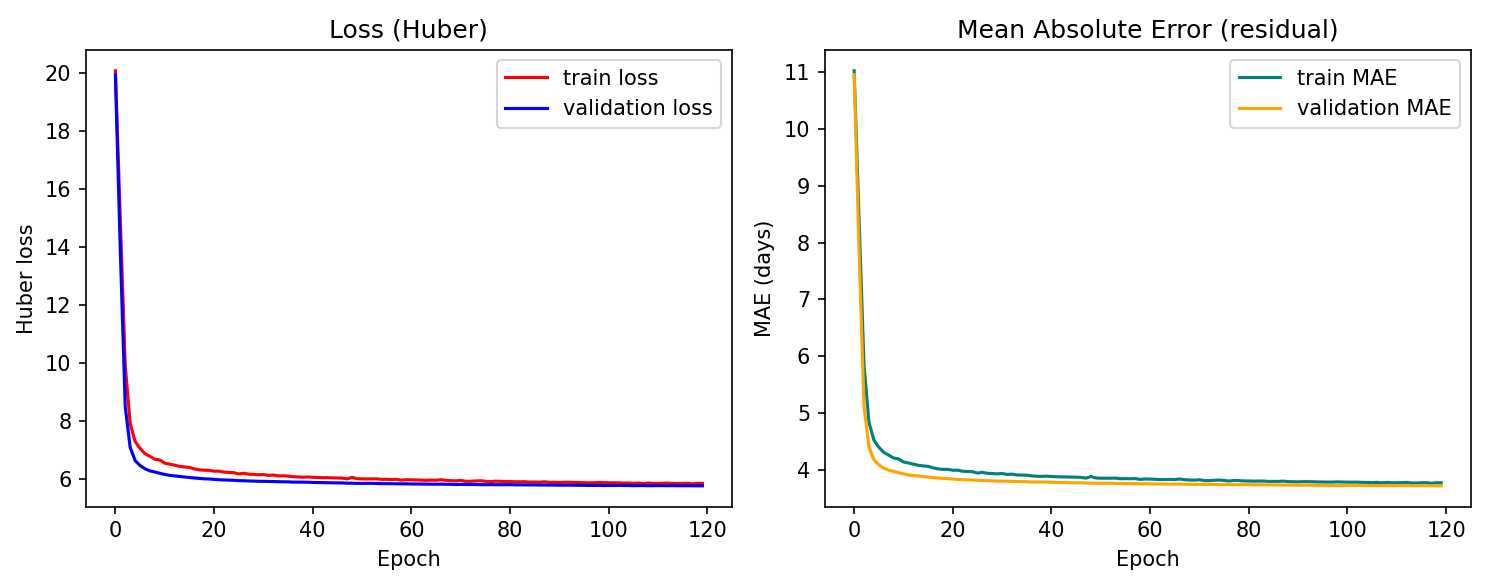 Loss (Huber)
train loss
validation loss
Huber loss
20
18
16
14
12
10
8
6
0 20 40 60 80 100 120
Epoch
Mean Absolute Error (residual)
train MAE
validation MAE
MAE (days)
11
10
9
8
7
6
5
4
0 20 40 60 80 100 120
Epoch